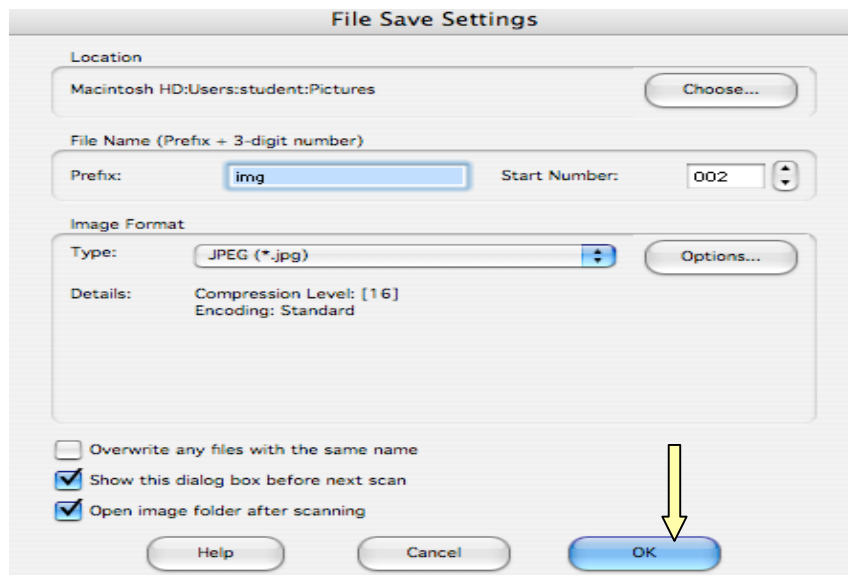 File Save Settings
Location
Macintosh HD:Users:student:Pictures
Choose...
File Name (Prefix + 3-digit number)
Prefix: img Start Number: 002
Image Format
Type: JPEG (*.jpg) Options...
Details: Compression Level: [16]
Encoding: Standard
Overwrite any files with the same name
Show this dialog box before next scan
Open image folder after scanning
Help Cancel OK